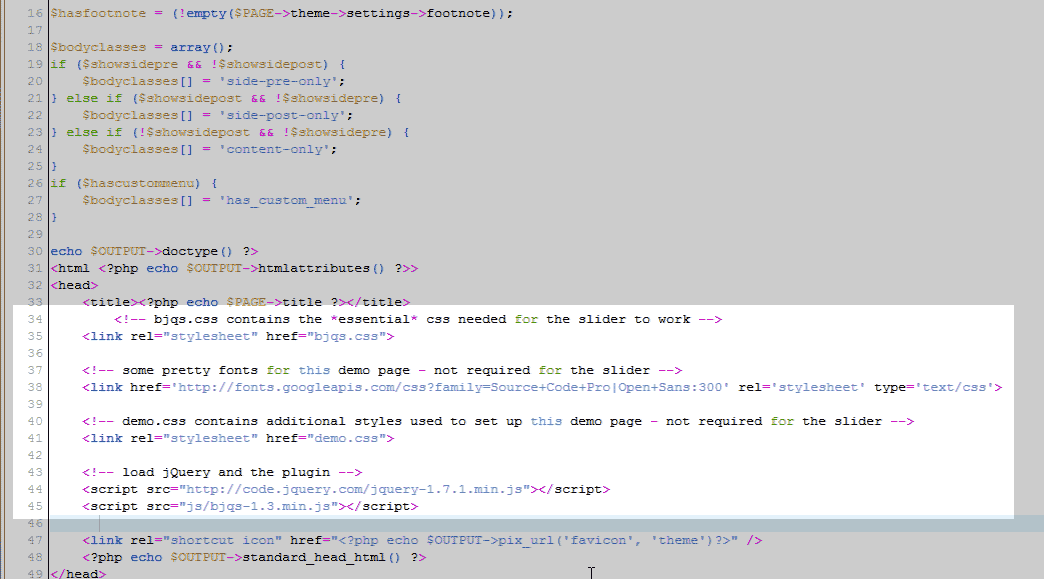 16 $hasfootnote = (!empty($PAGE->theme->settings->footnote));
17
18 $bodyclasses = array();
19 if ($showsidepre && !$showsidepost) {
20     $bodyclasses[] = 'side-pre-only';
21 } else if ($showsidepost && !$showsidepre) {
22     $bodyclasses[] = 'side-post-only';
23 } else if (!$showsidepost && !$showsidepre) {
24     $bodyclasses[] = 'content-only';
25 }
26 if ($hascustommenu) {
27     $bodyclasses[] = 'has_custom_menu';
28 }
29
30 echo $OUTPUT->doctype() ?>
31 <html <?php echo $OUTPUT->htmlattributes() ?>>
32 <head>
33     <title><?php echo $PAGE->title ?></title>
34         <!-- bjqs.css contains the *essential* css needed for the slider to work -->
35     <link rel="stylesheet" href="bjqs.css">
36
37     <!-- some pretty fonts for this demo page - not required for the slider -->
38     <link href='http://fonts.googleapis.com/css?family=Source+Code+Pro|Open+Sans:300' rel='stylesheet' type='text/css'>
39
40     <!-- demo.css contains additional styles used to set up this demo page - not required for the slider -->
41     <link rel="stylesheet" href="demo.css">
42
43     <!-- load jQuery and the plugin -->
44     <script src="http://code.jquery.com/jquery-1.7.1.min.js"></script>
45     <script src="js/bjqs-1.3.min.js"></script>
46
47     <link rel="shortcut icon" href="<?php echo $OUTPUT->pix_url('favicon', 'theme')?>" />
48     <?php echo $OUTPUT->standard_head_html() ?>
49 </head>